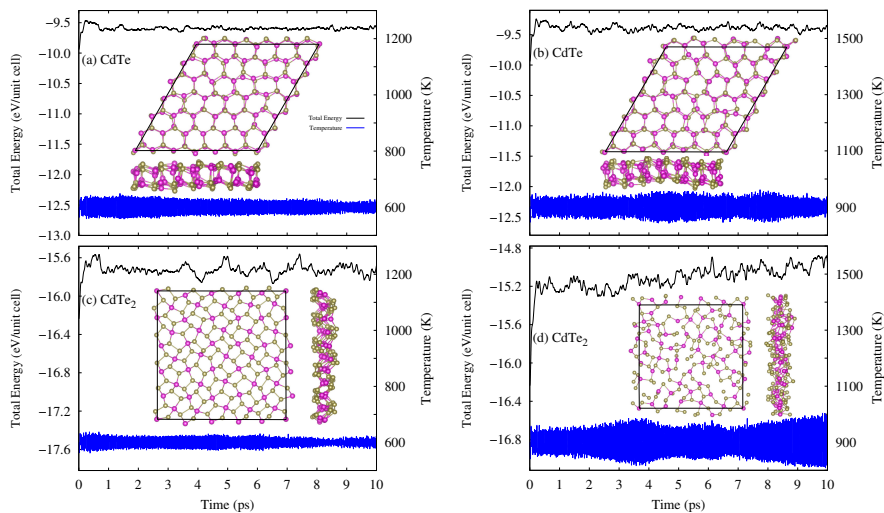 −9.5
−10.0
−10.5
−11.0
−11.5
−12.0
−12.5
−13.0
Total Energy (eV/unit cell)
(a) CdTe
Total Energy
Temperature
1200
1000
800
600
Temperature (K)
−9.5
−10.0
−10.5
−11.0
−11.5
−12.0
−12.5
Total Energy (eV/unit cell)
(b) CdTe
1500
1300
1100
900
Temperature (K)
−15.6
−16.0
−16.4
−16.8
−17.2
−17.6
Total Energy (eV/unit cell)
(c) CdTe₂
1200
1000
800
600
Temperature (K)
0 1 2 3 4 5 6 7 8 9 10
Time (ps)
−14.8
−15.2
−15.6
−16.0
−16.4
−16.8
Total Energy (eV/unit cell)
(d) CdTe₂
1500
1300
1100
900
Temperature (K)
0 1 2 3 4 5 6 7 8 9 10
Time (ps)